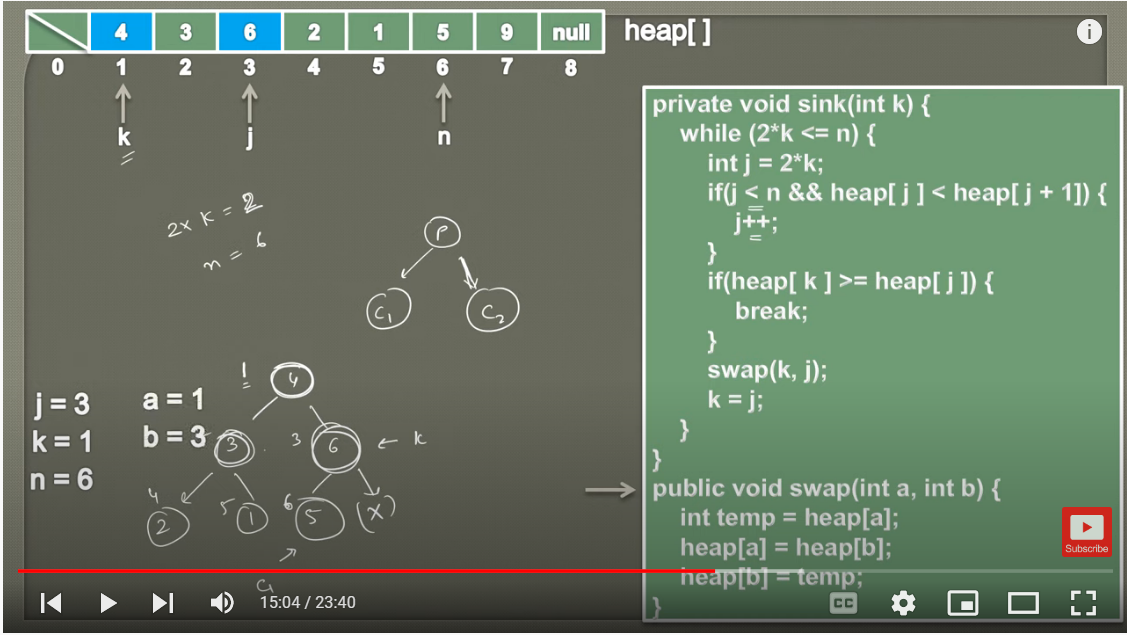 4 3 6 2 1 5 9 null heap[ ]
0 1 2 3 4 5 6 7 8
k j n
2 x k = 2
n = 6
P
C1 C2
1 4
3 3 6 ← k
4 5 6
2 1 5 (x)
C1
j = 3 a = 1
k = 1 b = 3
n = 6
private void sink(int k) {
while (2*k <= n) {
int j = 2*k;
if(j < n && heap[ j ] < heap[ j + 1]) {
j++;
}
if(heap[ k ] >= heap[ j ]) {
break;
}
swap(k, j);
k = j;
}
}
public void swap(int a, int b) {
int temp = heap[a];
heap[a] = heap[b];
heap[b] = temp;
}
Subscribe
15:04 / 23:40
CC
i